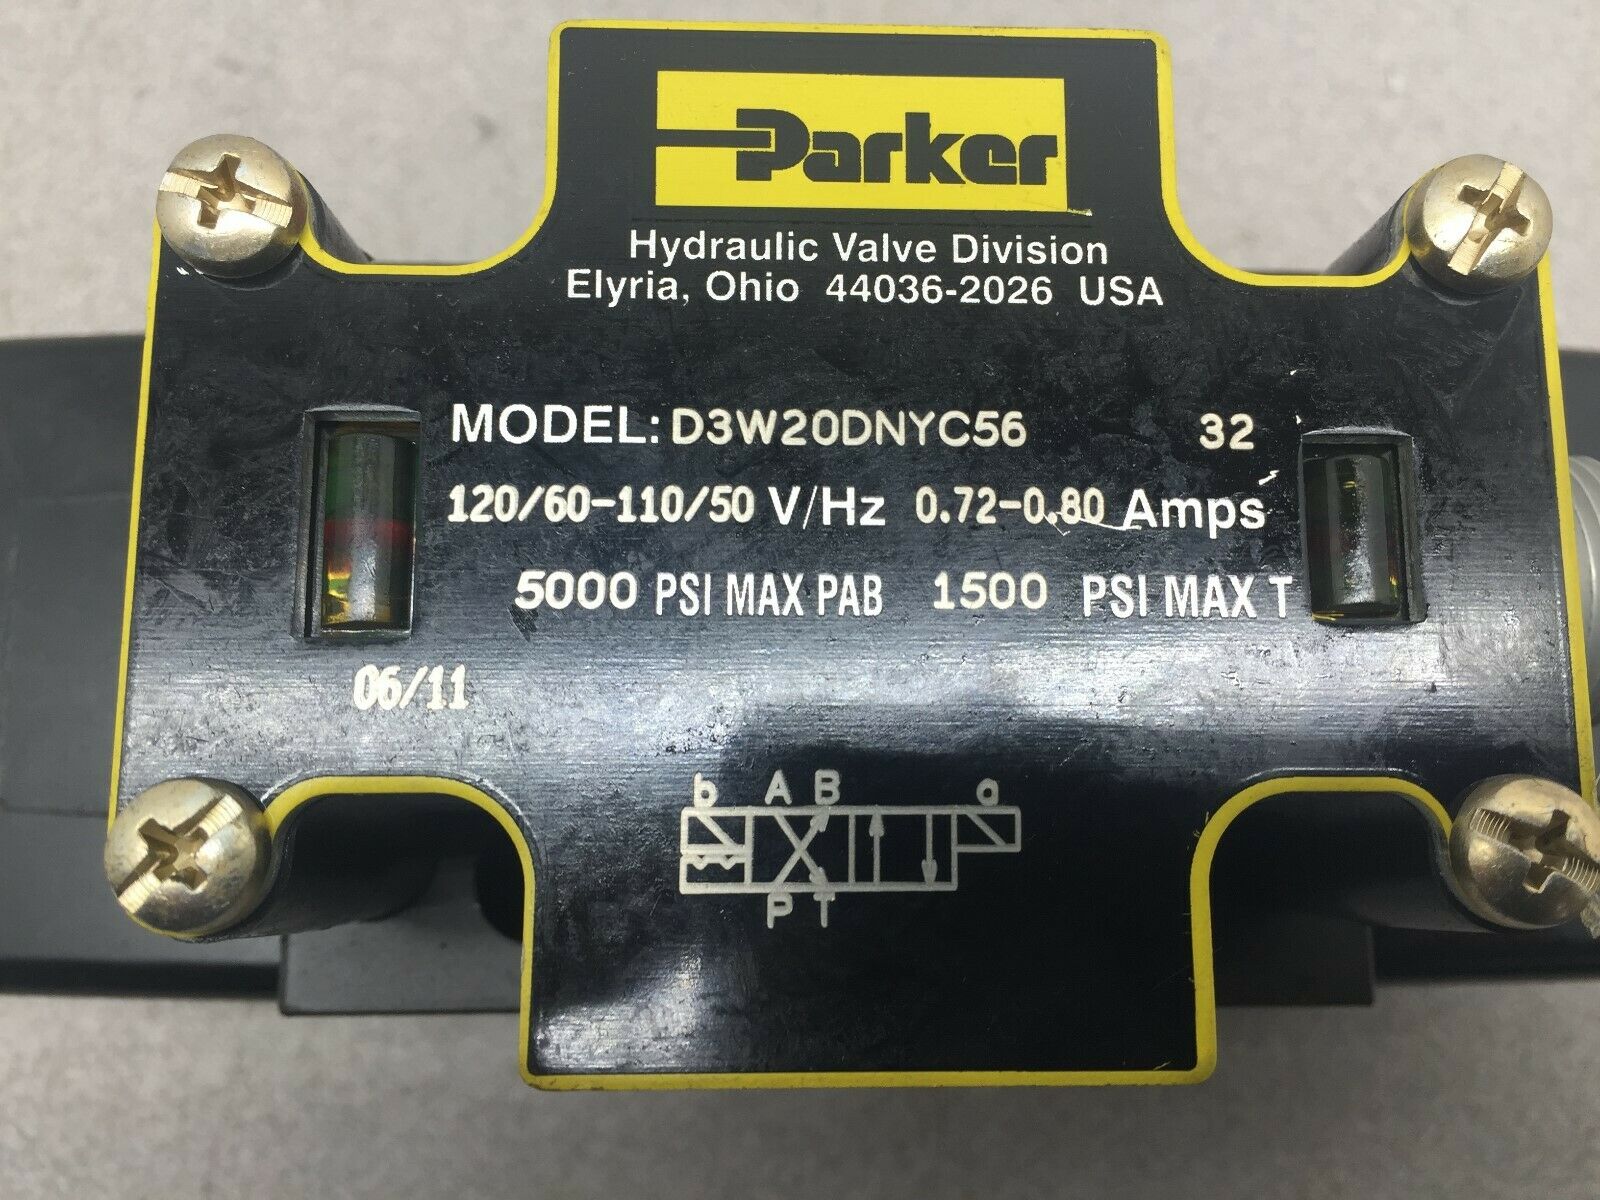 Parker
Hydraulic Valve Division
Elyria, Ohio 44036-2026 USA
MODEL: D3W20DNYC56 32
120/60-110/50 V/Hz 0.72-0.80 Amps
5000 PSI MAX PAB 1500 PSI MAX T
06/11
b A B a
P T